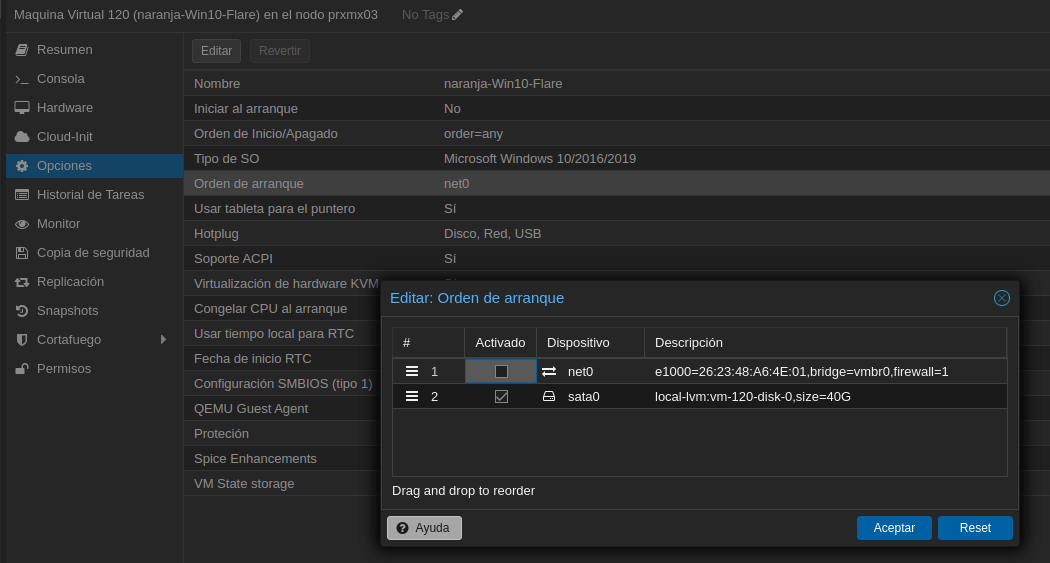 Maquina Virtual 120 (naranja-Win10-Flare) en el nodo prxmx03 No Tags
Resumen
Consola
Hardware
Cloud-Init
Opciones
Historial de Tareas
Monitor
Copia de seguridad
Replicación
Snapshots
Cortafuego
Permisos
Editar Revertir
Nombre naranja-Win10-Flare
Iniciar al arranque No
Orden de Inicio/Apagado order=any
Tipo de SO Microsoft Windows 10/2016/2019
Orden de arranque net0
Usar tableta para el puntero Sí
Hotplug Disco, Red, USB
Soporte ACPI Sí
Virtualización de hardware KVM
Congelar CPU al arranque
Usar tiempo local para RTC
Fecha de inicio RTC
Configuración SMBIOS (tipo 1)
QEMU Guest Agent
Proteción
Spice Enhancements
VM State storage
Editar: Orden de arranque
# Activado Dispositivo Descripción
1 net0 e1000=26:23:48:A6:4E:01,bridge=vmbr0,firewall=1
2 sata0 local-lvm:vm-120-disk-0,size=40G
Drag and drop to reorder
Ayuda Aceptar Reset